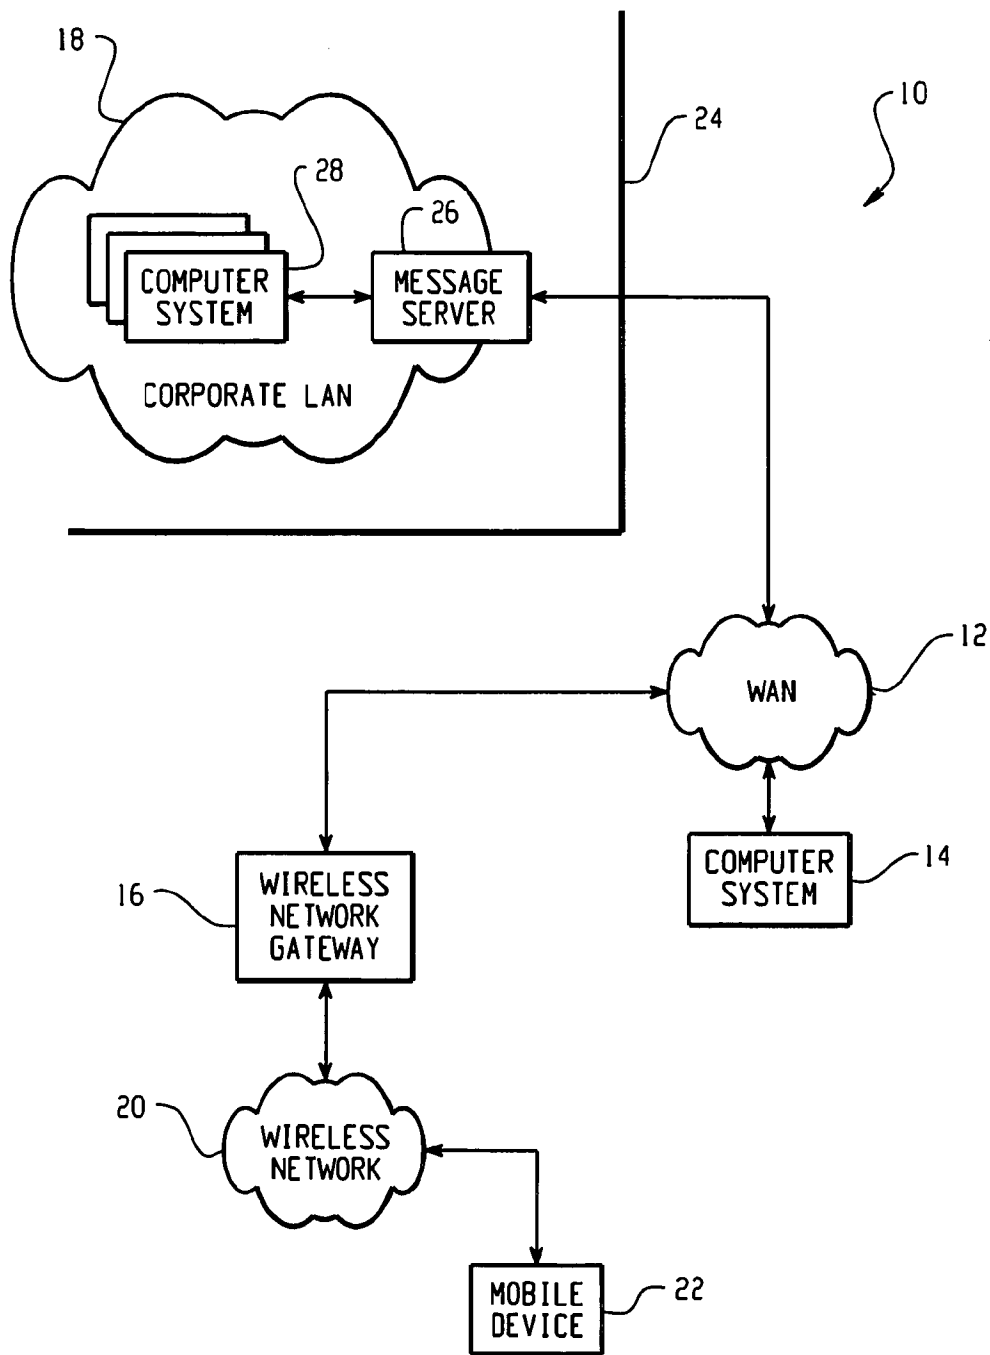 18
10
24
28
26
COMPUTER
SYSTEM
MESSAGE
SERVER
CORPORATE LAN
12
WAN
COMPUTER
SYSTEM
14
16
WIRELESS
NETWORK
GATEWAY
20
WIRELESS
NETWORK
MOBILE
DEVICE
22